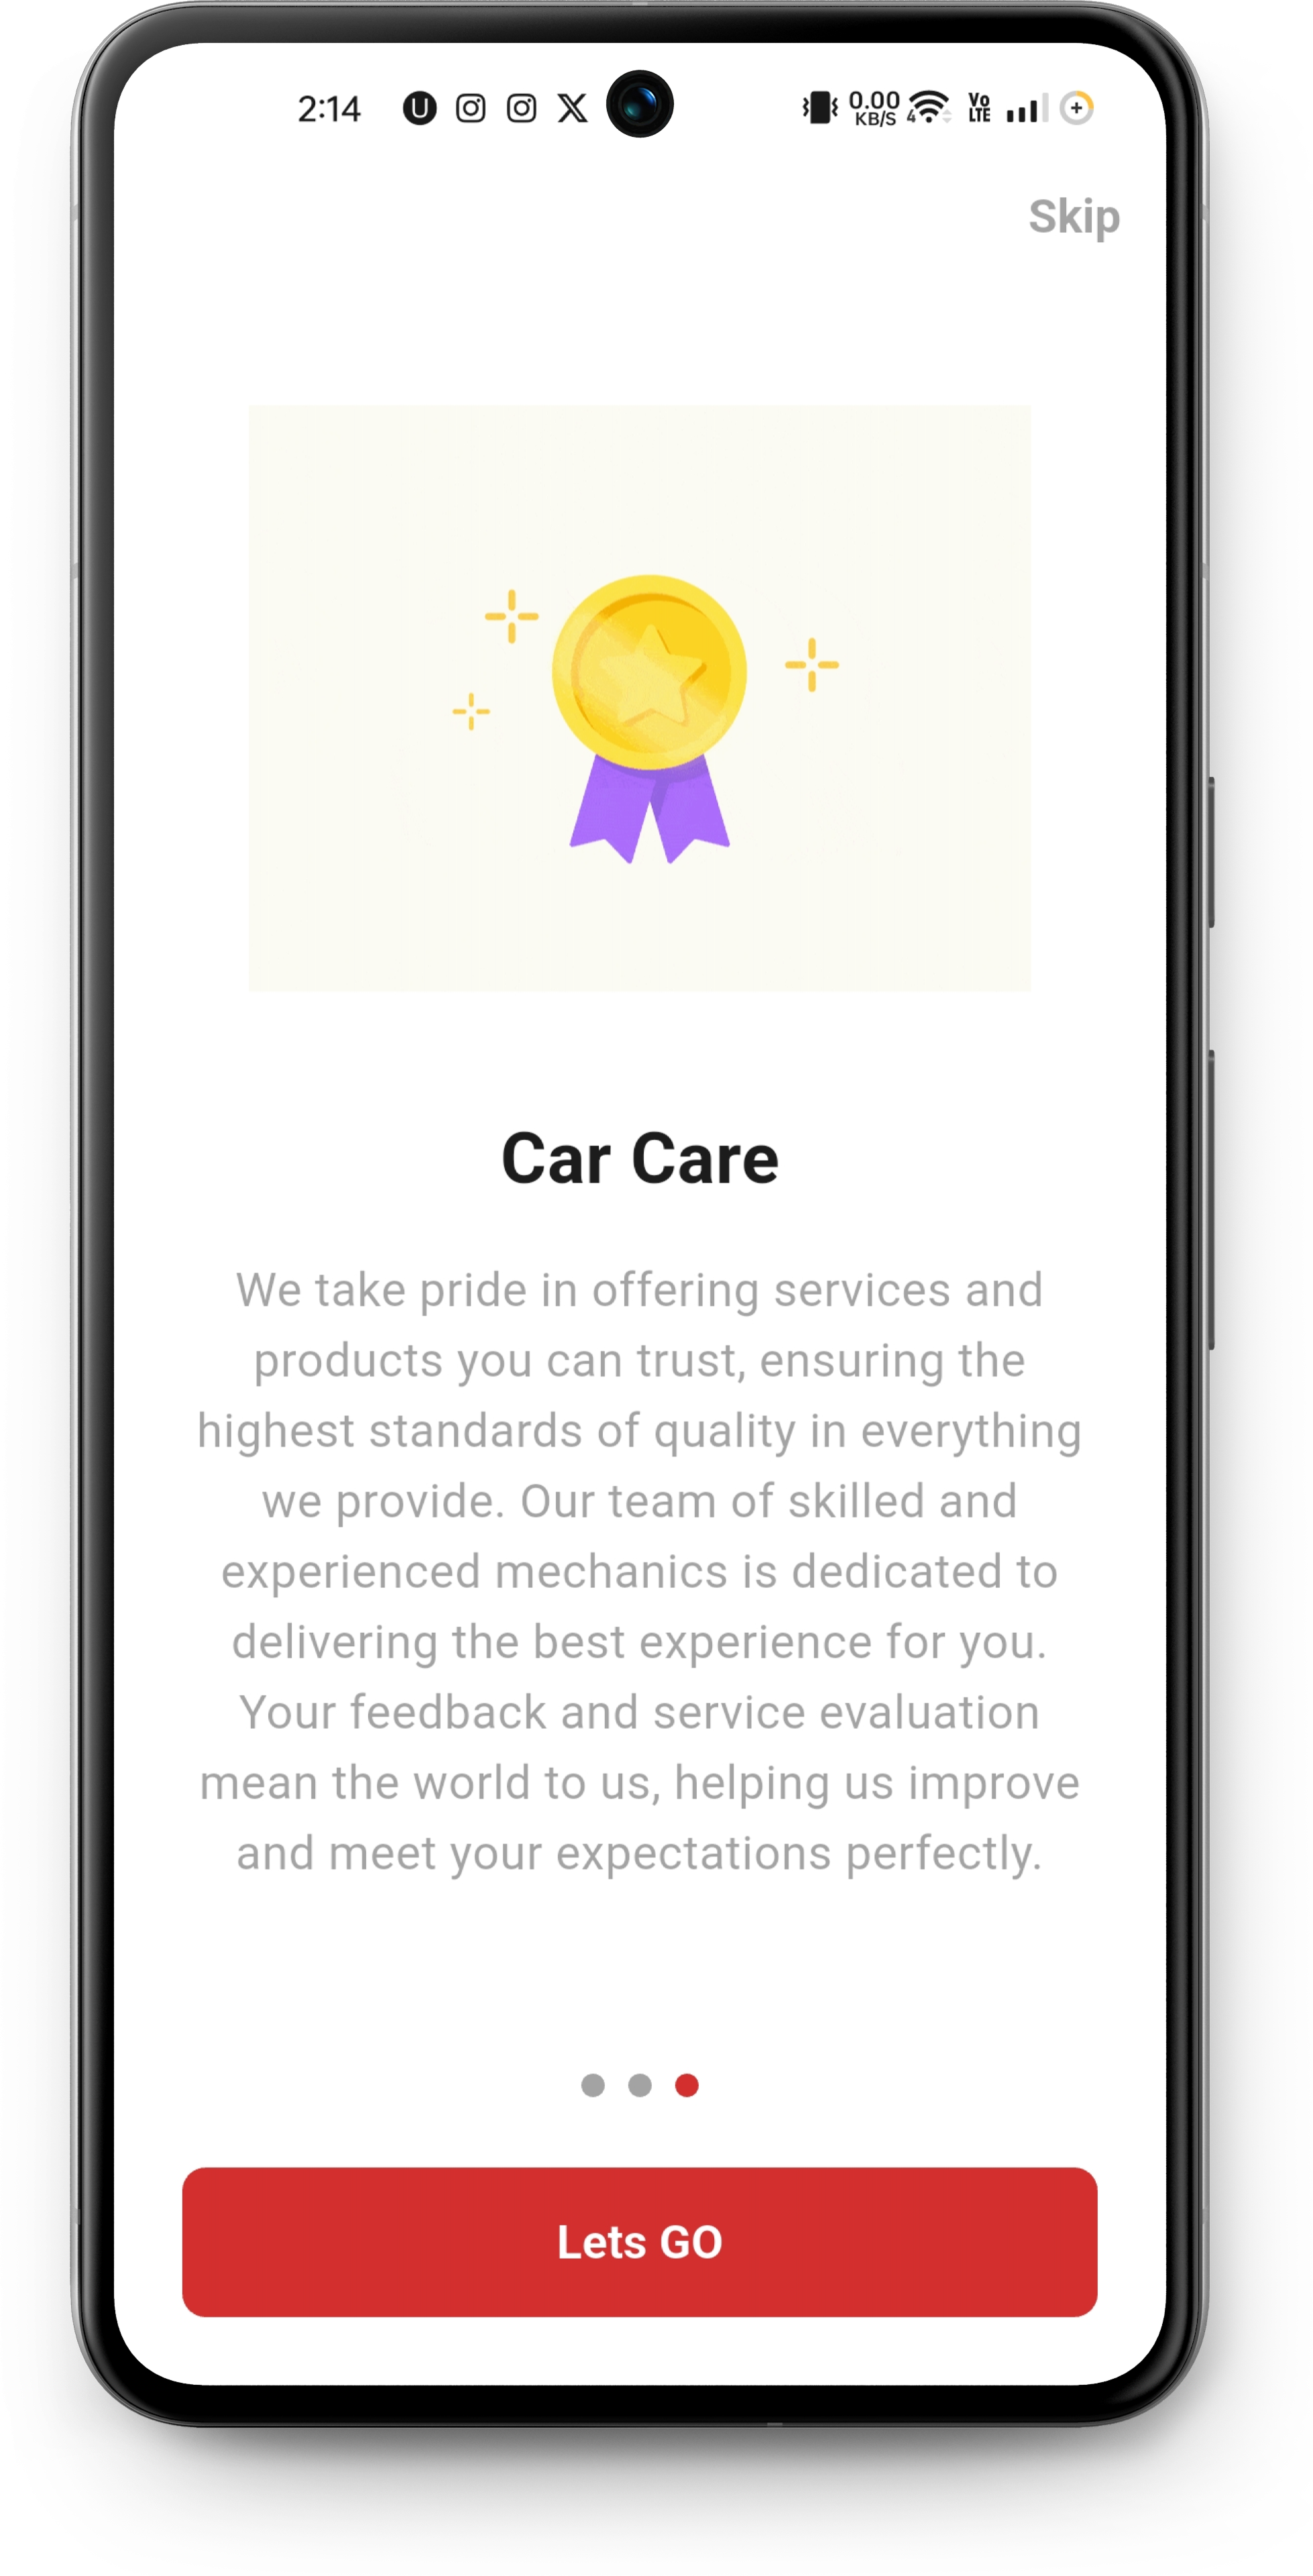 2:14
0.00
KB/S
4
Vo
LTE
Skip
Car Care
We take pride in offering services and
products you can trust, ensuring the
highest standards of quality in everything
we provide. Our team of skilled and
experienced mechanics is dedicated to
delivering the best experience for you.
Your feedback and service evaluation
mean the world to us, helping us improve
and meet your expectations perfectly.
Lets GO